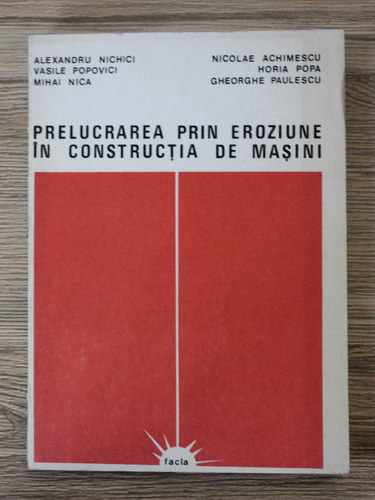 ALEXANDRU NICHICI
VASILE POPOVICI
MIHAI NICA
NICOLAE ACHIMESCU
HORIA POPA
GHEORGHE PAULESCU
PRELUCRAREA PRIN EROZIUNE
ÎN CONSTRUCȚIA DE MAȘINI
facla